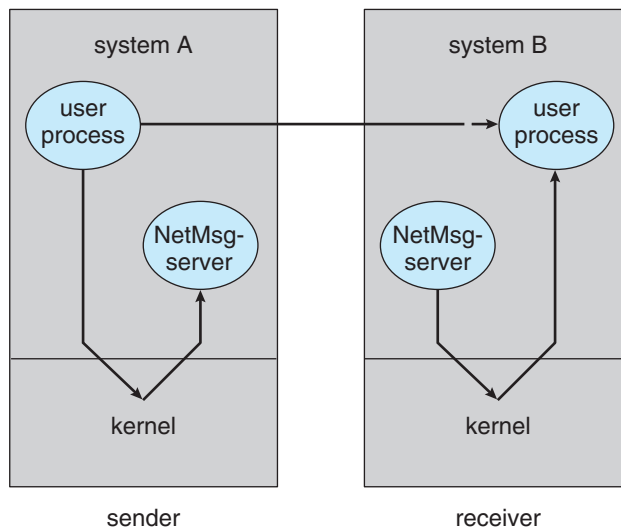 system A
user
process
NetMsg-
server
kernel
sender
system B
user
process
NetMsg-
server
kernel
receiver